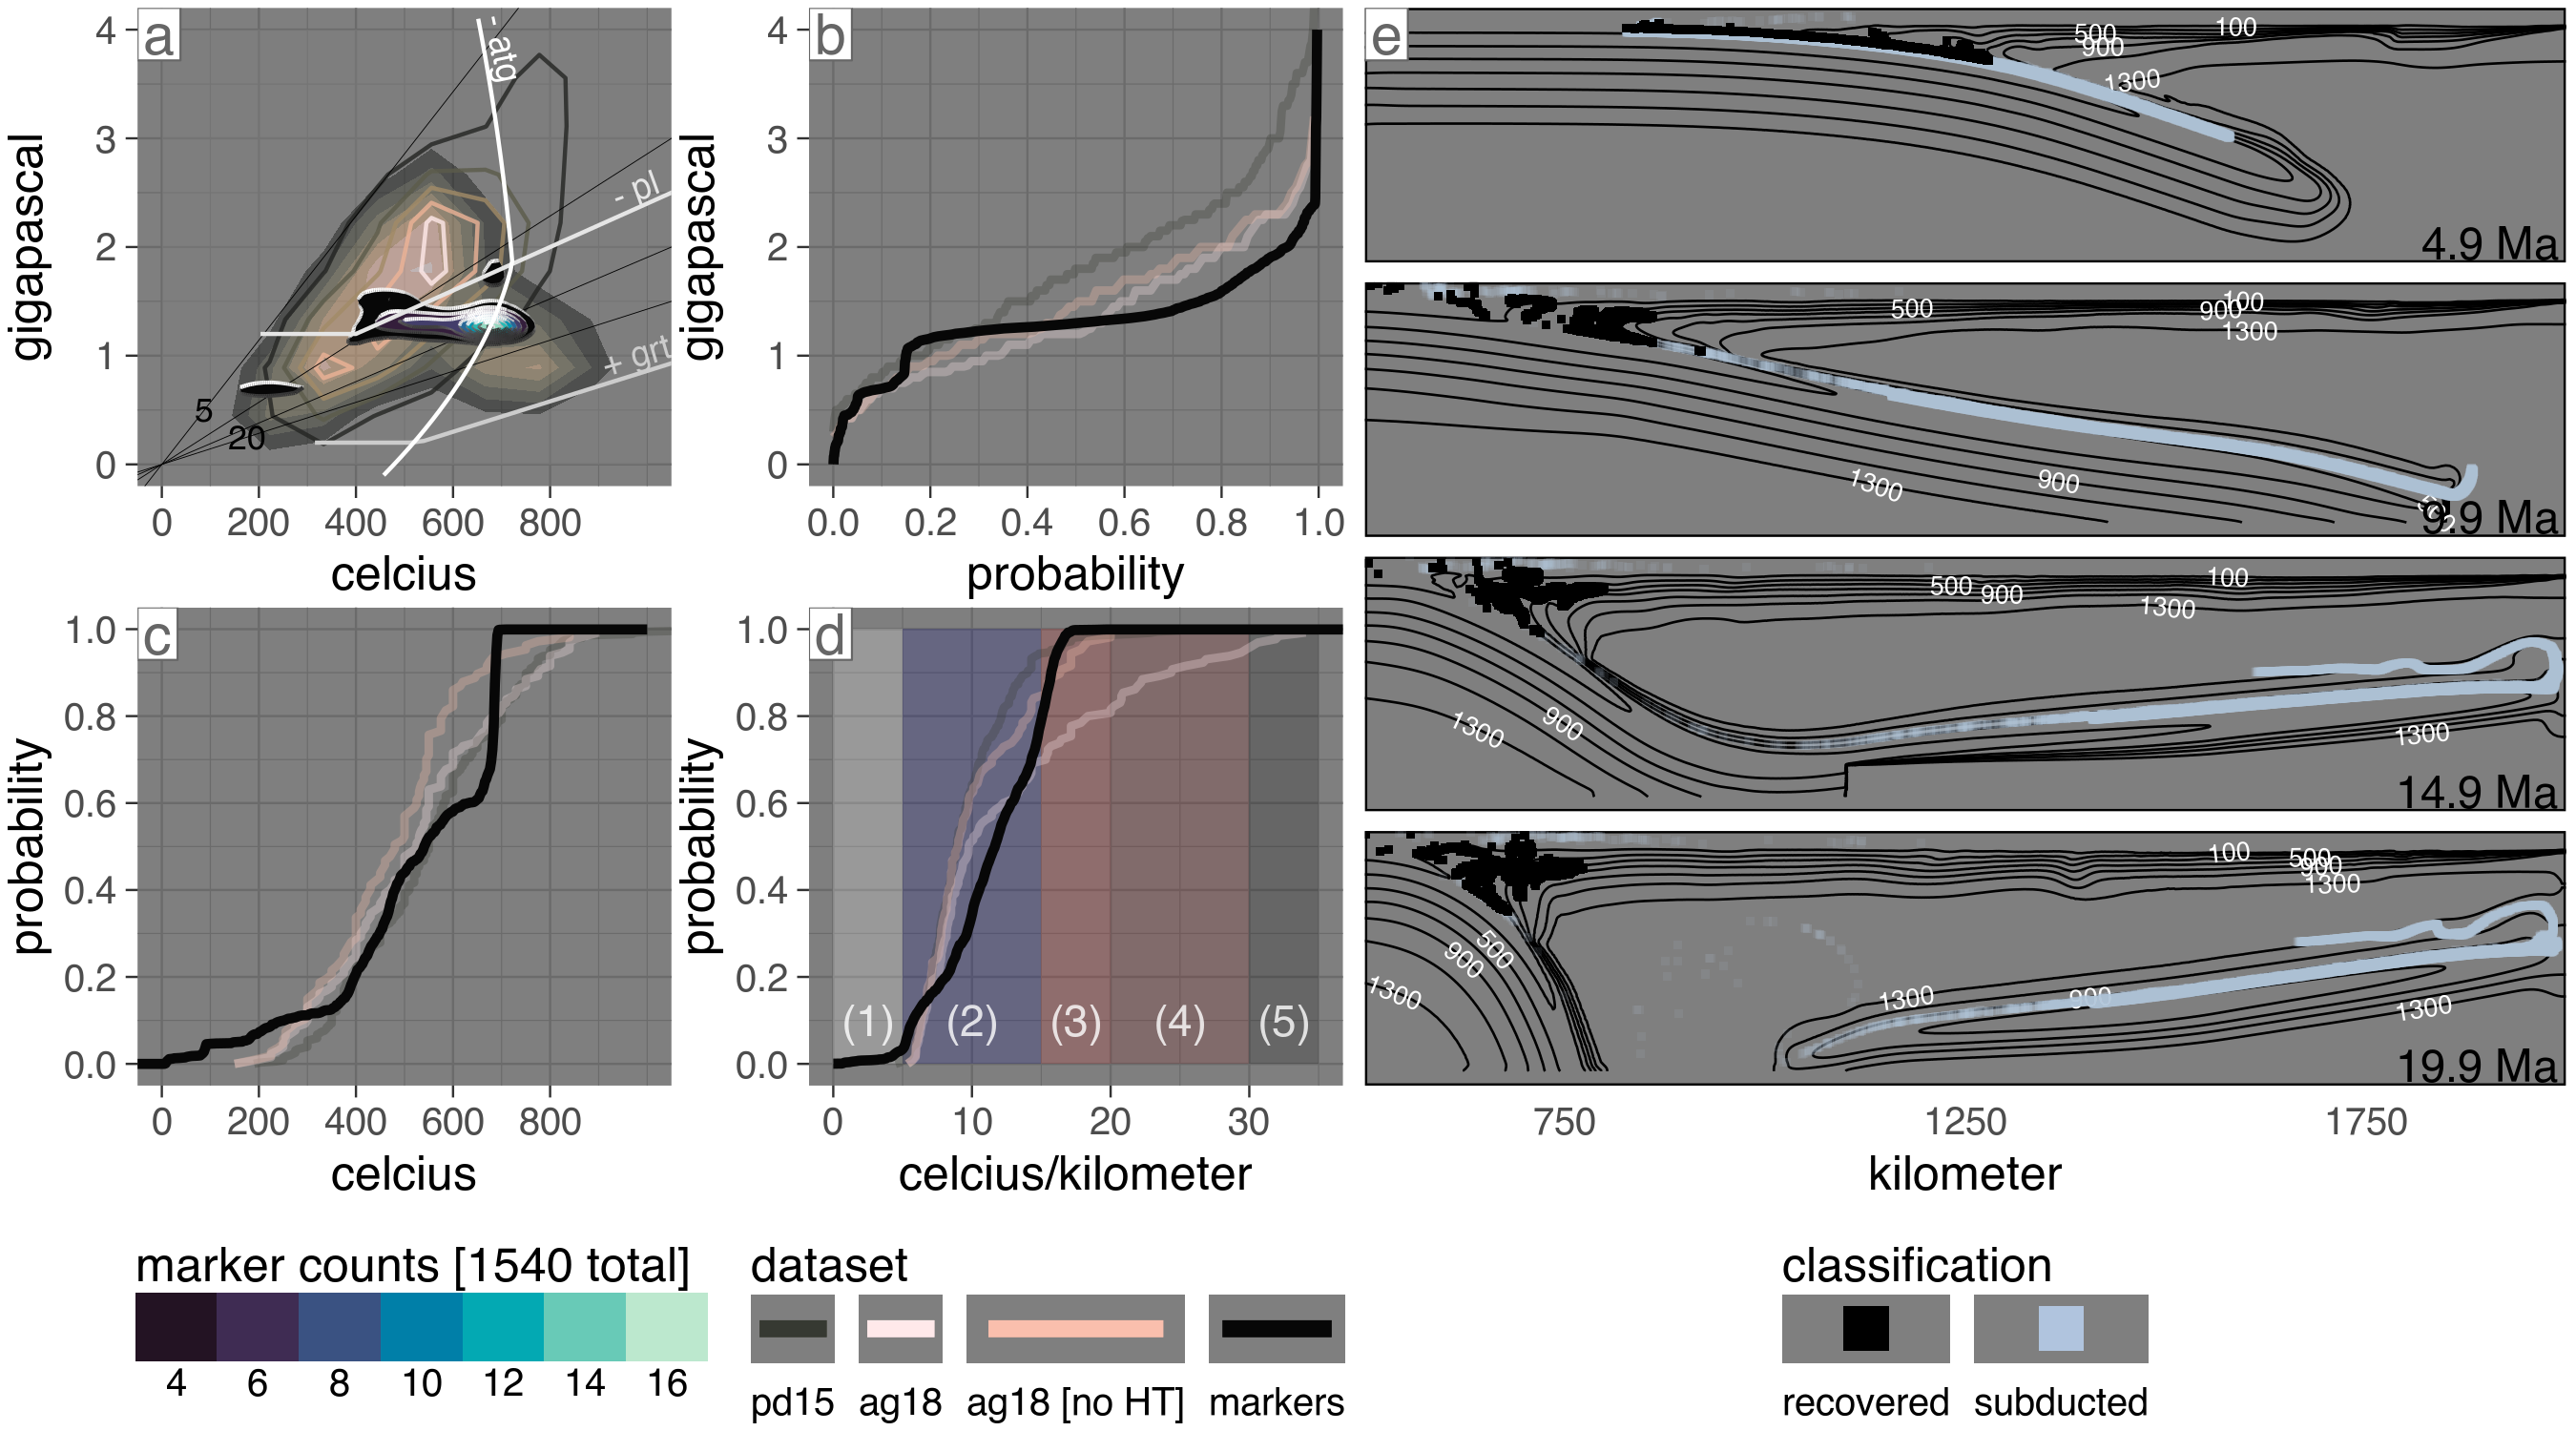 a
4
3
2
1
0
gigapascal
- atg
- pl
+ grt
5
20
0
200
400
600
800
celcius
b
4
3
2
1
0
gigapascal
0.0
0.2
0.4
0.6
0.8
1.0
probability
c
1.0
0.8
0.6
0.4
0.2
0.0
probability
0
200
400
600
800
celcius
d
1.0
0.8
0.6
0.4
0.2
0.0
probability
(1)
(2)
(3)
(4)
(5)
0
10
20
30
celcius/kilometer
e
500
100
900
1300
4.9 Ma
500
100
900
1300
1300
900
9.9 Ma
100
500
900
1300
1300
900
1300
14.9 Ma
100
500
900
1300
500
900
1300
1300
900
1300
19.9 Ma
750
1250
1750
kilometer
marker counts [1540 total]
4
6
8
10
12
14
16
dataset
pd15
ag18
ag18 [no HT]
markers
classification
recovered
subducted